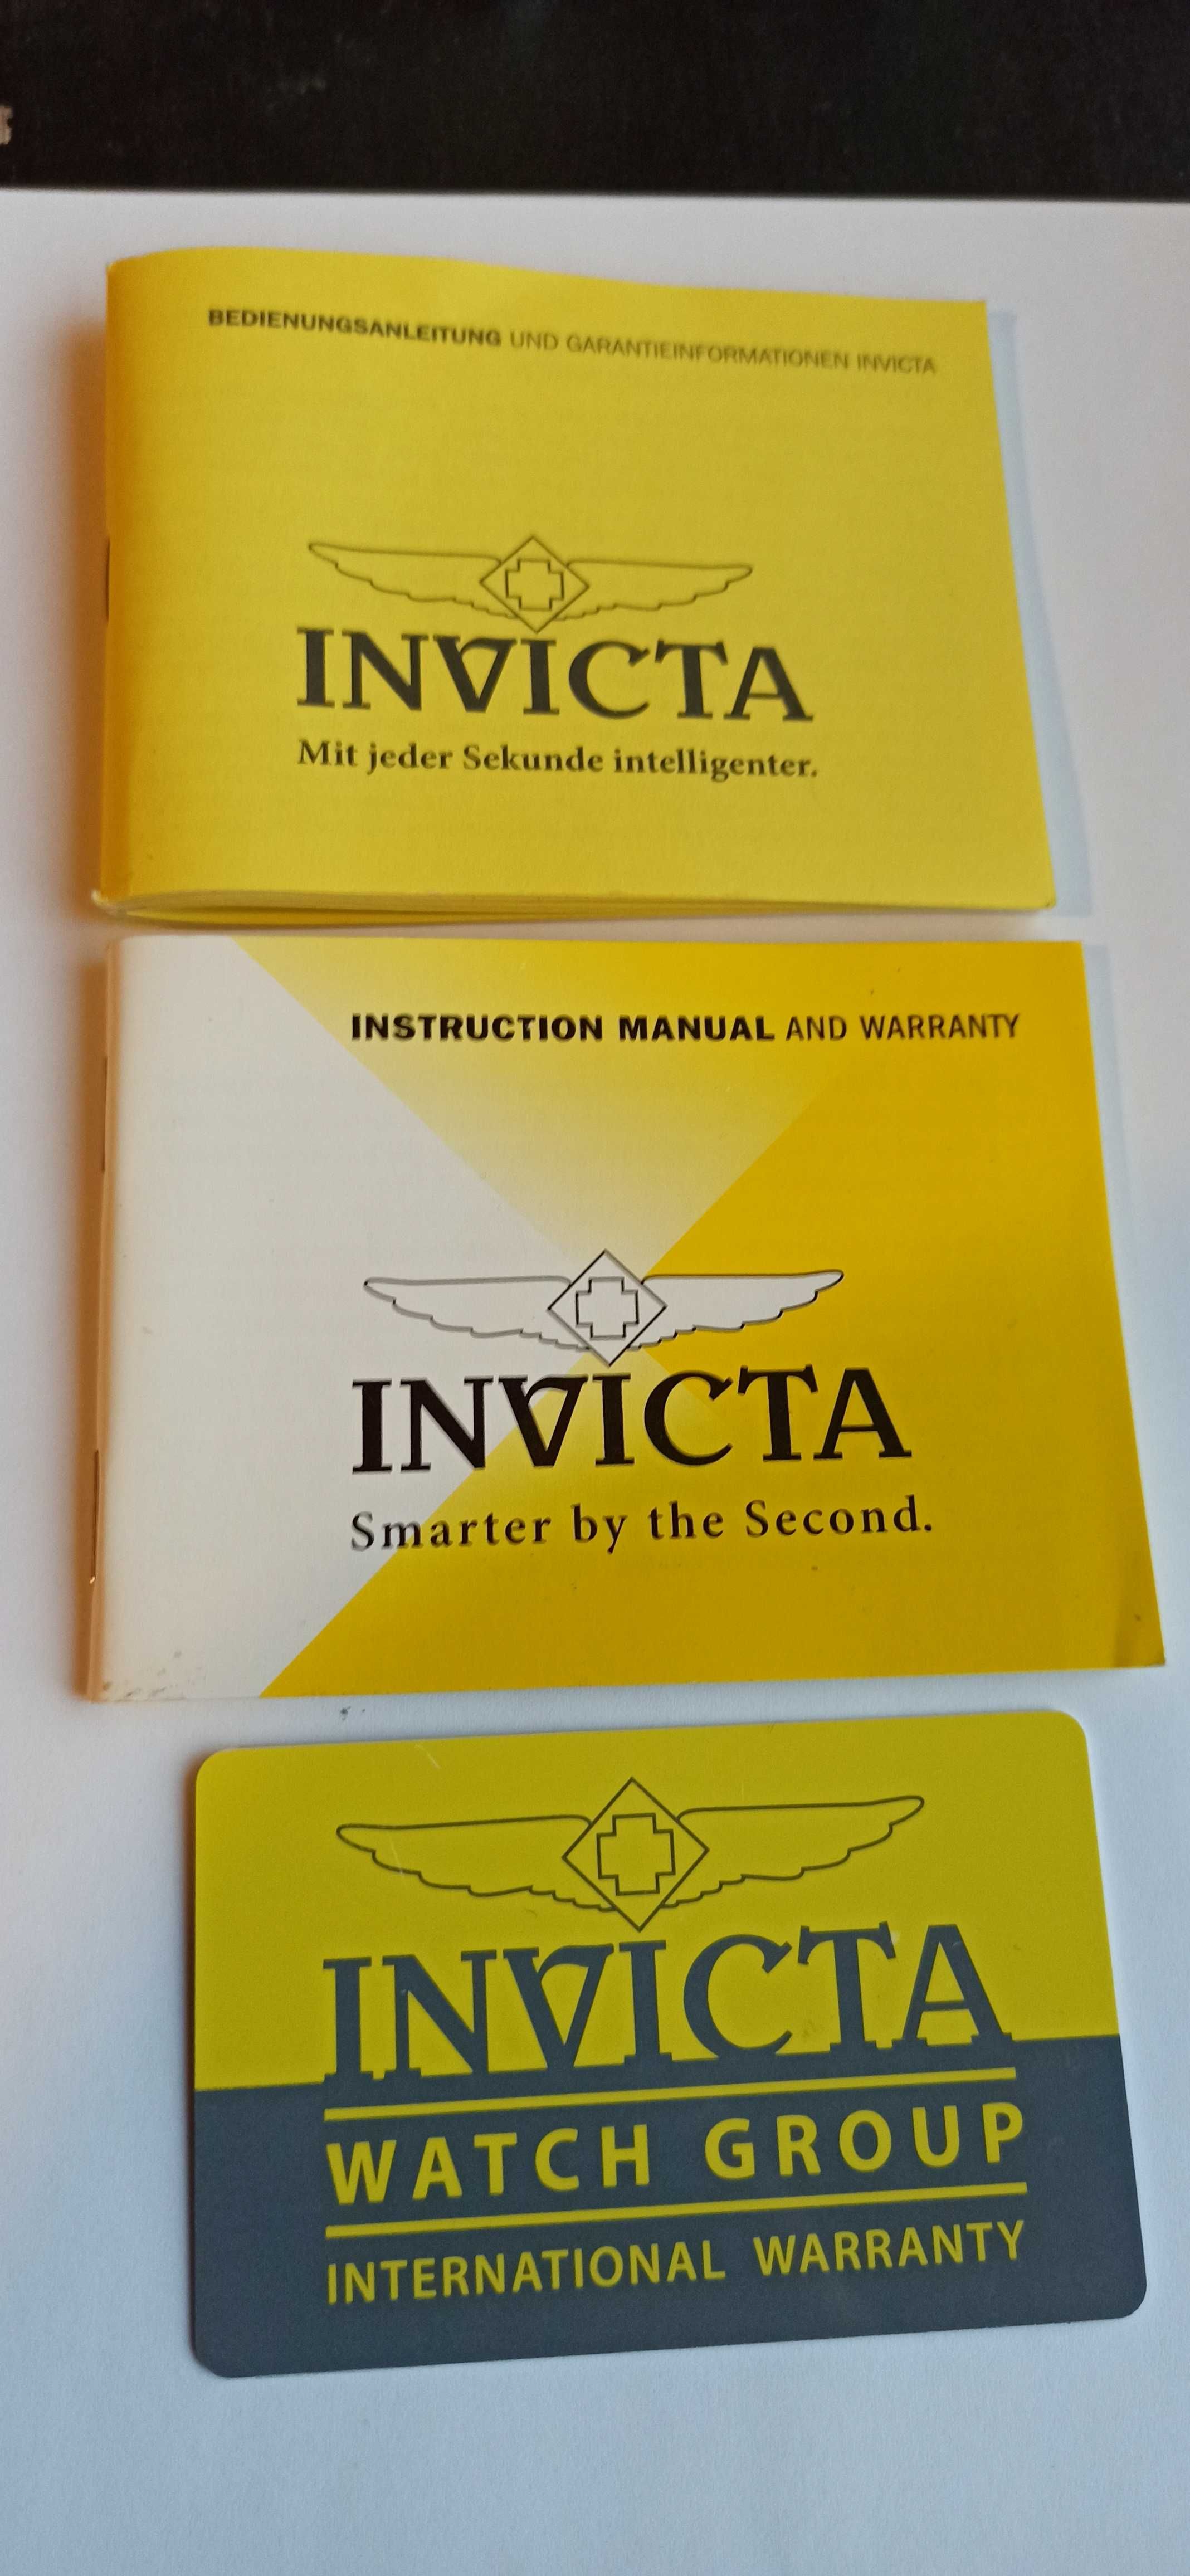 BEDIENUNGSANLEITUNG UND GARANTIEINFORMATIONEN INVICTA
INVICTA
Mit jeder Sekunde intelligenter.
INSTRUCTION MANUAL AND WARRANTY
INVICTA
Smarter by the Second.
INVICTA
WATCH GROUP
INTERNATIONAL WARRANTY